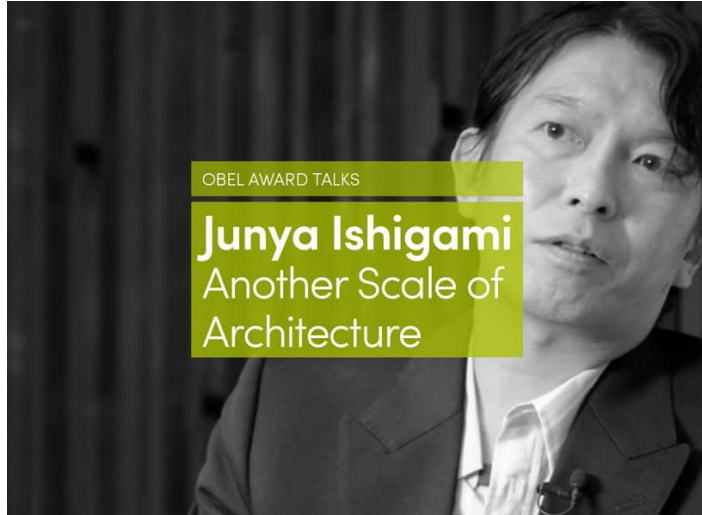 OBEL AWARD TALKS
Junya Ishigami
Another Scale of
Architecture